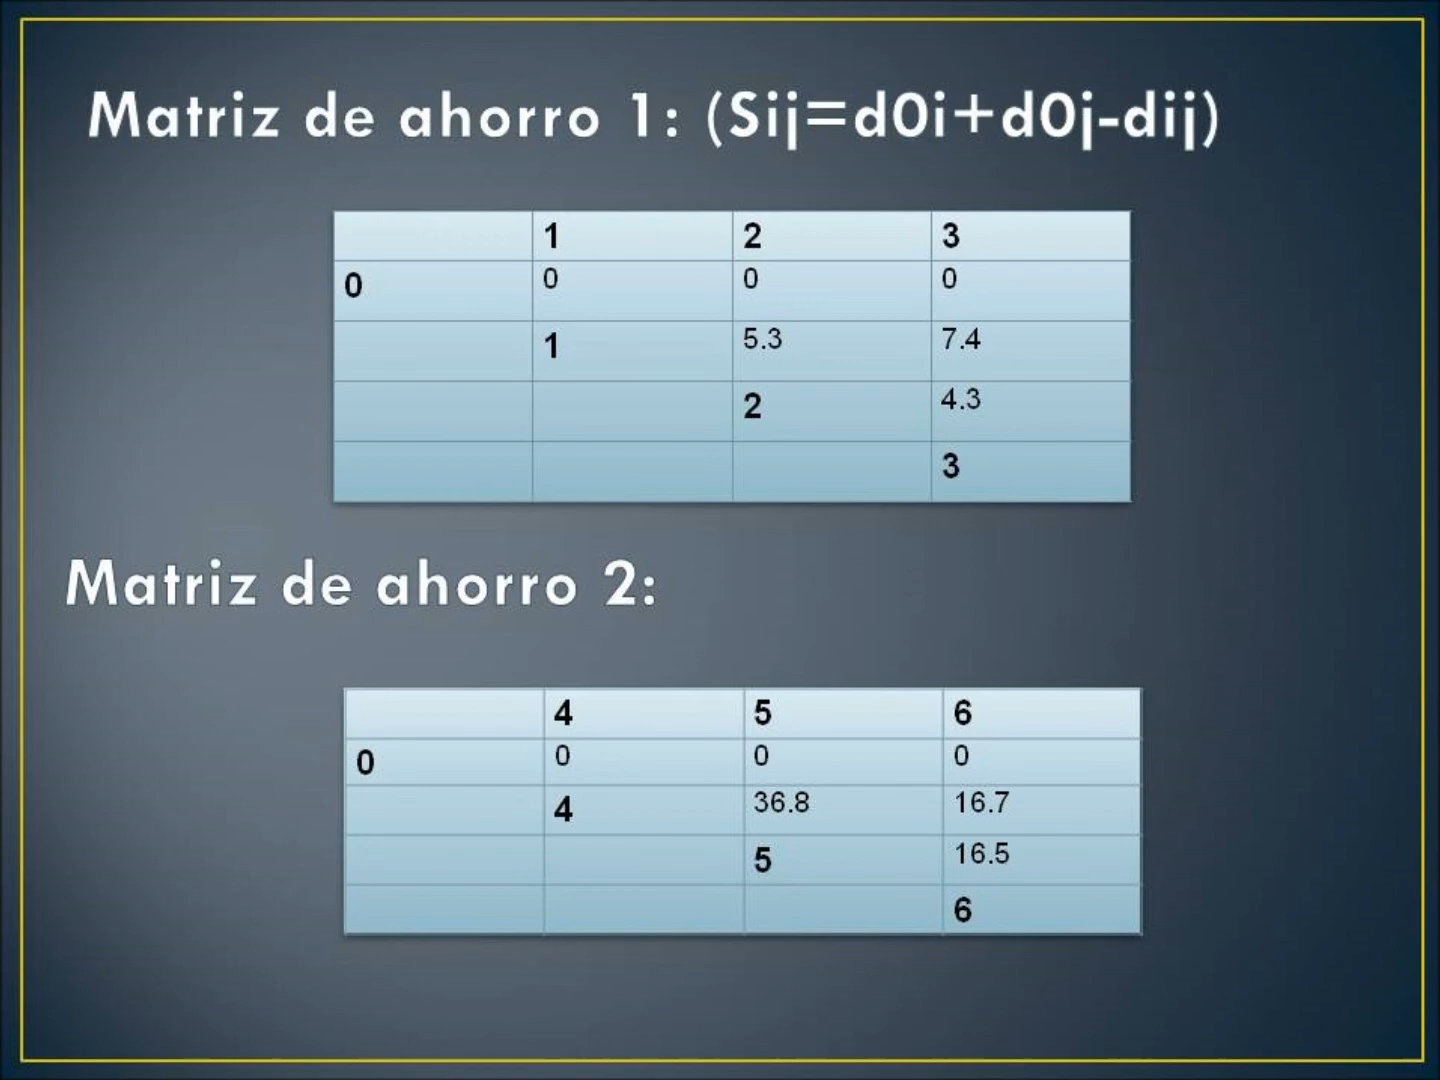 Matriz de ahorro 1: (Sij=d0i+d0j-dij)
1 2 3
0 0 0 0
1 5.3 7.4
2 4.3
3
Matriz de ahorro 2:
4 5 6
0 0 0 0
4 36.8 16.7
5 16.5
6